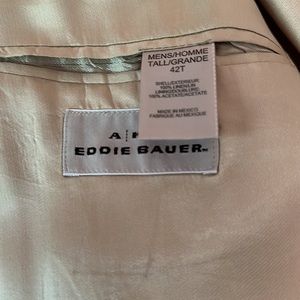 MENS/HOMME
TALL/GRANDE
42T
SHELL/EXTERIEUR:
100% LINEN/LIN
LINING/DOUBLURE:
100% ACETATE/ACETATE
MADE IN MEXICO
FABRIQUE AU MEXIQUE
A|K
EDDIE BAUER